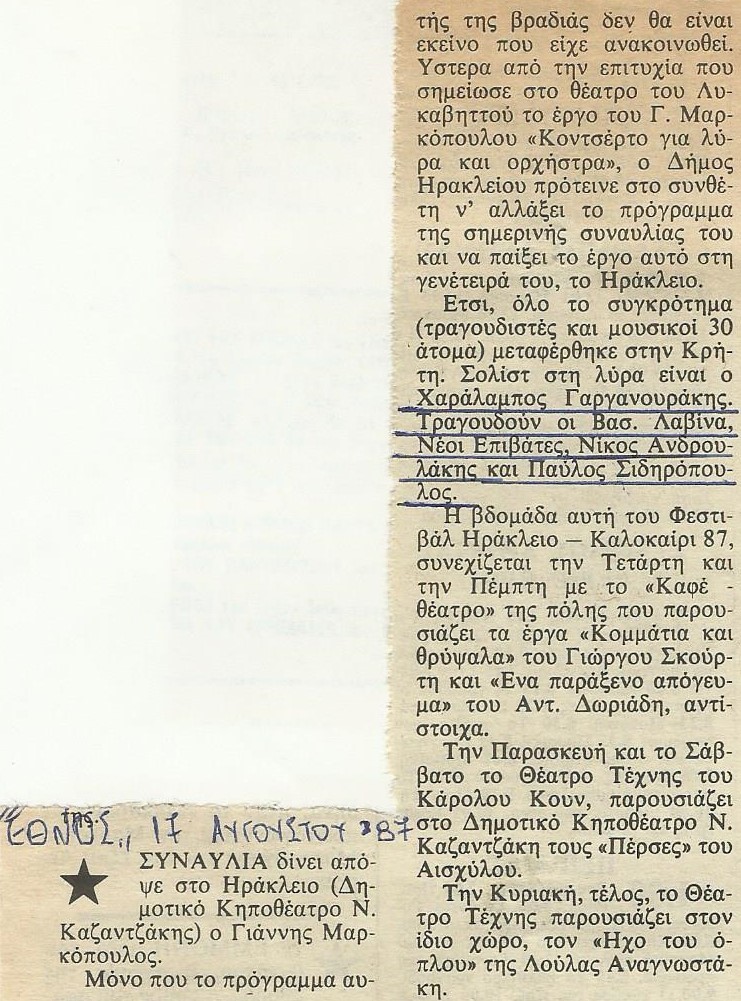 της
"ΕΘΝΟΣ,, 17 ΑΥΓΟΥΣΤΟΥ '87
ΣΥΝΑΥΛΙΑ δίνει από-
ψε στο Ηράκλειο (Δη-
μοτικό Κηποθέατρο Ν.
Καζαντζάκης) ο Γιάννης Μαρ-
κόπουλος.
Μόνο που το πρόγραμμα αυ-
τής της βραδιάς δεν θα είναι
εκείνο που είχε ανακοινωθεί.
Υστερα από την επιτυχία που
σημείωσε στο θέατρο του Λυ-
καβηττού το έργο του Γ. Μαρ-
κόπουλου «Κοντσέρτο για λύ-
ρα και ορχήστρα», ο Δήμος
Ηρακλείου πρότεινε στο συνθέ-
τη ν' αλλάξει το πρόγραμμα
της σημερινής συναυλίας του
και να παίξει το έργο αυτό στη
γενέτειρά του, το Ηράκλειο.
Ετσι, όλο το συγκρότημα
(τραγουδιστές και μουσικοί 30
άτομα) μεταφέρθηκε στην Κρή-
τη. Σολίστ στη λύρα είναι ο
Χαράλαμπος Γαργανουράκης.
Τραγουδούν οι Βασ. Λαβίνα,
Νέοι Επιβάτες, Νίκος Ανδρου-
λάκης και Παύλος Σιδηρόπου-
λος.
Η βδομάδα αυτή του Φεστι-
βάλ Ηράκλειο — Καλοκαίρι 87,
συνεχίζεται την Τετάρτη και
την Πέμπτη με το «Καφέ -
θέατρο» της πόλης που παρου-
σιάζει τα έργα «Κομμάτια και
θρύψαλα» του Γιώργου Σκούρ-
τη και «Ενα παράξενο απόγευ-
μα» του Αντ. Δωριάδη, αντί-
στοιχα.
Την Παρασκευή και το Σάβ-
βατο το Θέατρο Τέχνης του
Κάρολου Κουν, παρουσιάζει
στο Δημοτικό Κηποθέατρο Ν.
Καζαντζάκη τους «Πέρσες» του
Αισχύλου.
Την Κυριακή, τέλος, το Θέα-
τρο Τέχνης παρουσιάζει στον
ίδιο χώρο, τον «Ηχο του ό-
πλου» της Λούλας Αναγνωστά-
κη.